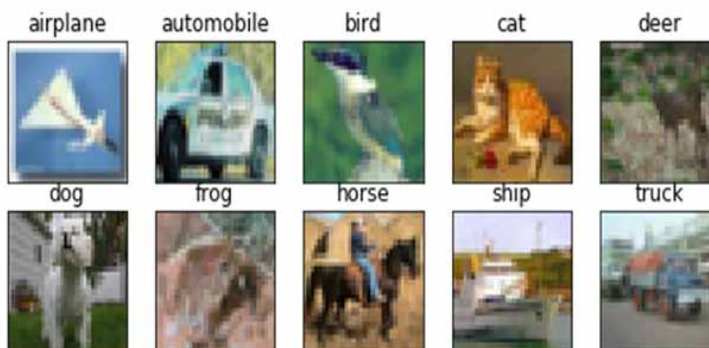 airplane automobile bird cat deer
dog frog horse ship truck